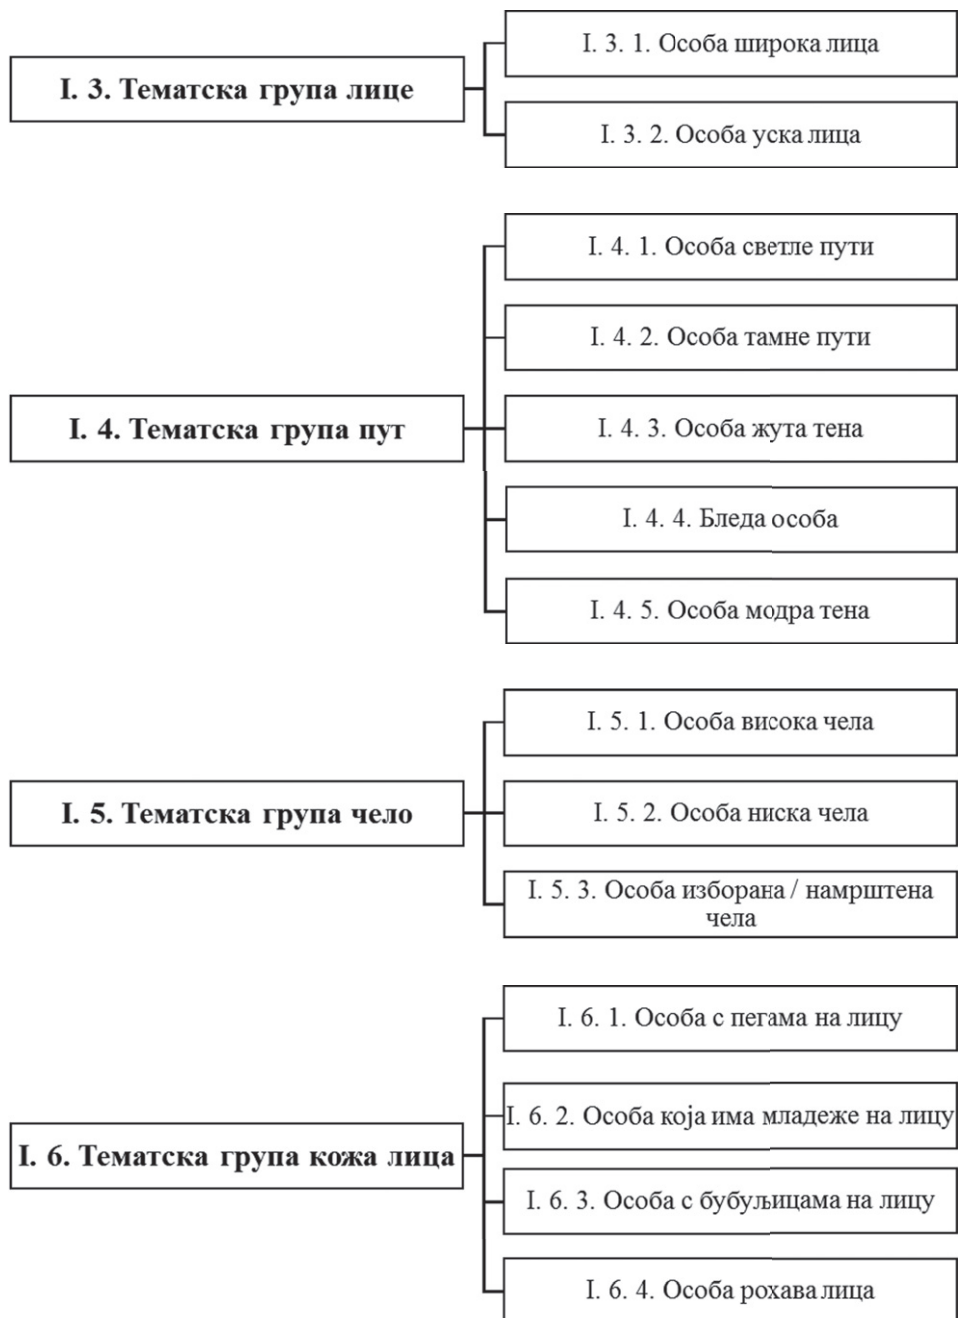 I. 3. Тематска група лице
I. 3. 1. Особа широка лица
I. 3. 2. Особа уска лица
I. 4. Тематска група пут
I. 4. 1. Особа светле пути
I. 4. 2. Особа тамне пути
I. 4. 3. Особа жута тена
I. 4. 4. Бледа особа
I. 4. 5. Особа модра тена
I. 5. Тематска група чело
I. 5. 1. Особа висока чела
I. 5. 2. Особа ниска чела
I. 5. 3. Особа изборана / намрштена
чела
I. 6. Тематска група кожа лица
I. 6. 1. Особа с пегама на лицу
I. 6. 2. Особа која има младеже на лицу
I. 6. 3. Особа с бубуљицама на лицу
I. 6. 4. Особа рохава лица